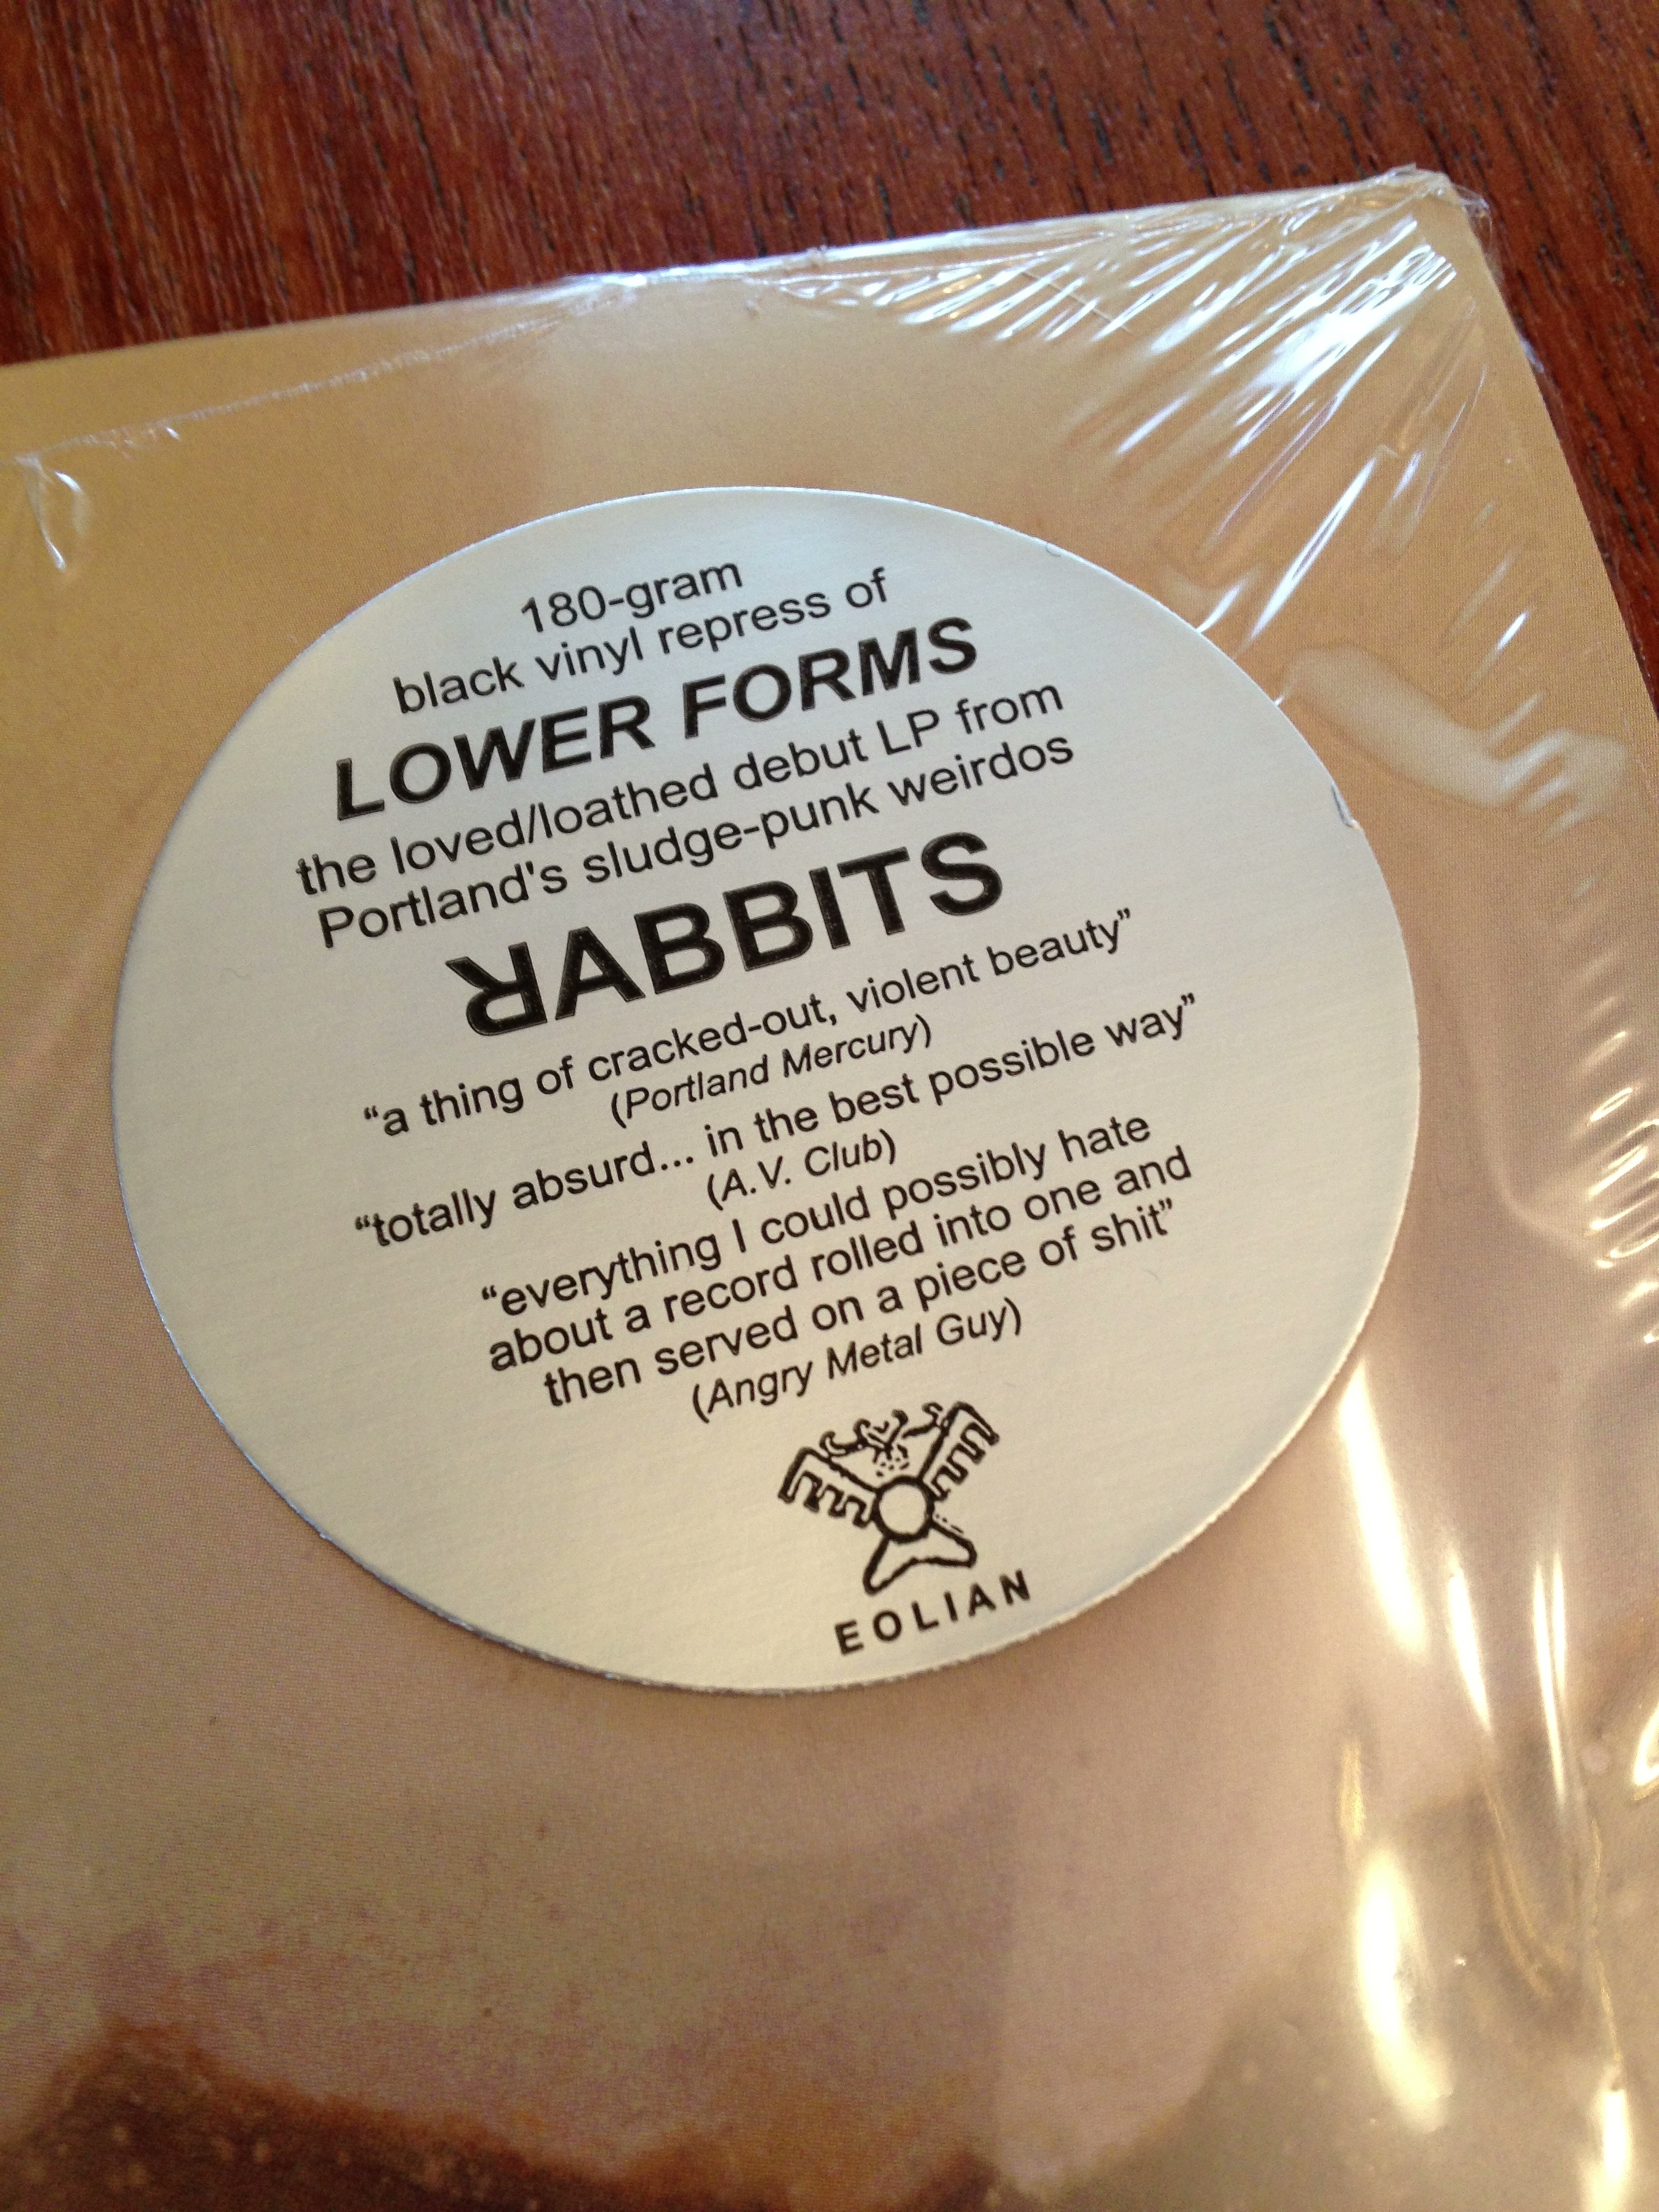 180-gram
black vinyl repress of
LOWER FORMS
the loved/loathed debut LP from
Portland's sludge-punk weirdos
RABBITS
“a thing of cracked-out, violent beauty”
(Portland Mercury)
“totally absurd... in the best possible way”
(A.V. Club)
“everything I could possibly hate
about a record rolled into one and
then served on a piece of shit”
(Angry Metal Guy)
EOLIAN